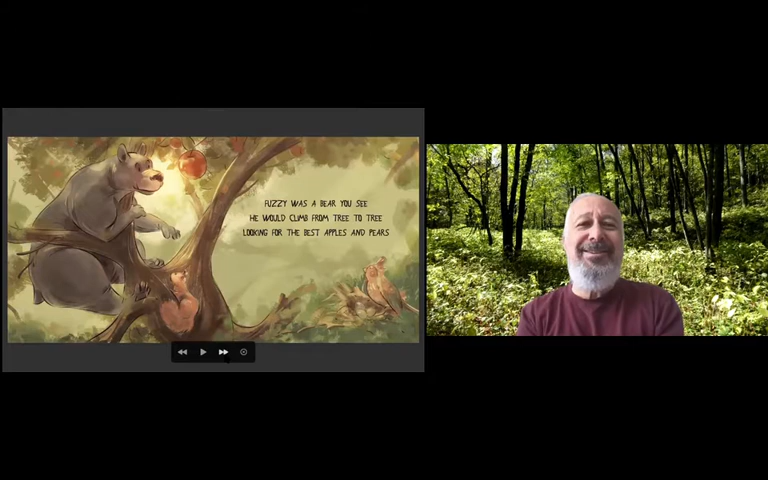 FUZZY WAS A BEAR YOU SEE
HE WOULD CLIMB FROM TREE TO TREE
LOOKING FOR THE BEST APPLES AND PEARS